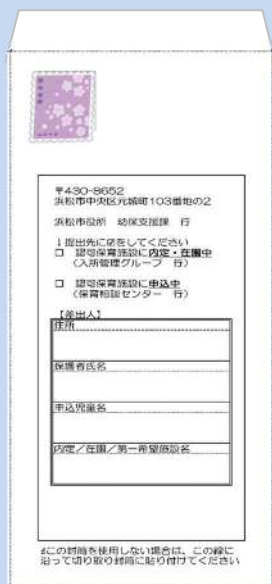 〒430-8652
浜松市中央区元城町103番地の2
浜松市役所 幼保支援課 行
↓提出先に☑をしてください
□ 認可保育施設に内定・在園中
（入所管理グループ 行）
□ 認可保育施設に申込中
（保育相談センター 行）
【差出人】
住所
保護者氏名
申込児童名
内定／在園／第一希望施設名
※この封筒を使用しない場合は、この線に
沿って切り取り封筒に貼り付けてください